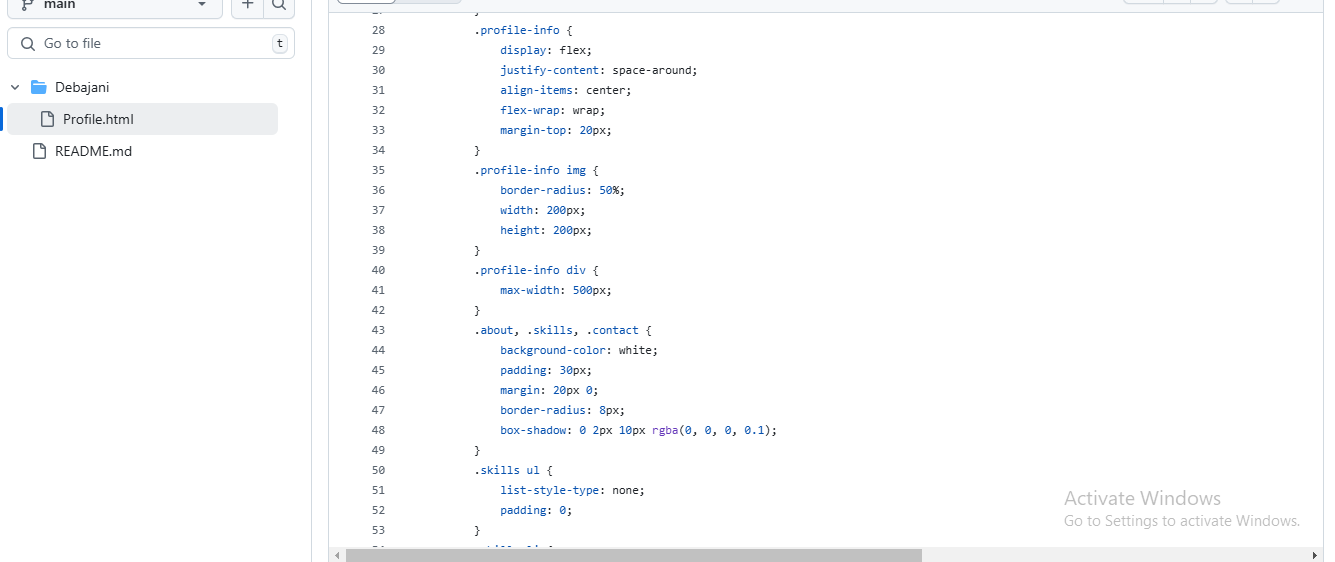 main
Go to file
t
Debajani
Profile.html
README.md
28 .profile-info {
29 display: flex;
30 justify-content: space-around;
31 align-items: center;
32 flex-wrap: wrap;
33 margin-top: 20px;
34 }
35 .profile-info img {
36 border-radius: 50%;
37 width: 200px;
38 height: 200px;
39 }
40 .profile-info div {
41 max-width: 500px;
42 }
43 .about, .skills, .contact {
44 background-color: white;
45 padding: 30px;
46 margin: 20px 0;
47 border-radius: 8px;
48 box-shadow: 0 2px 10px rgba(0, 0, 0, 0.1);
49 }
50 .skills ul {
51 list-style-type: none;
52 padding: 0;
53 }
Activate Windows
Go to Settings to activate Windows.